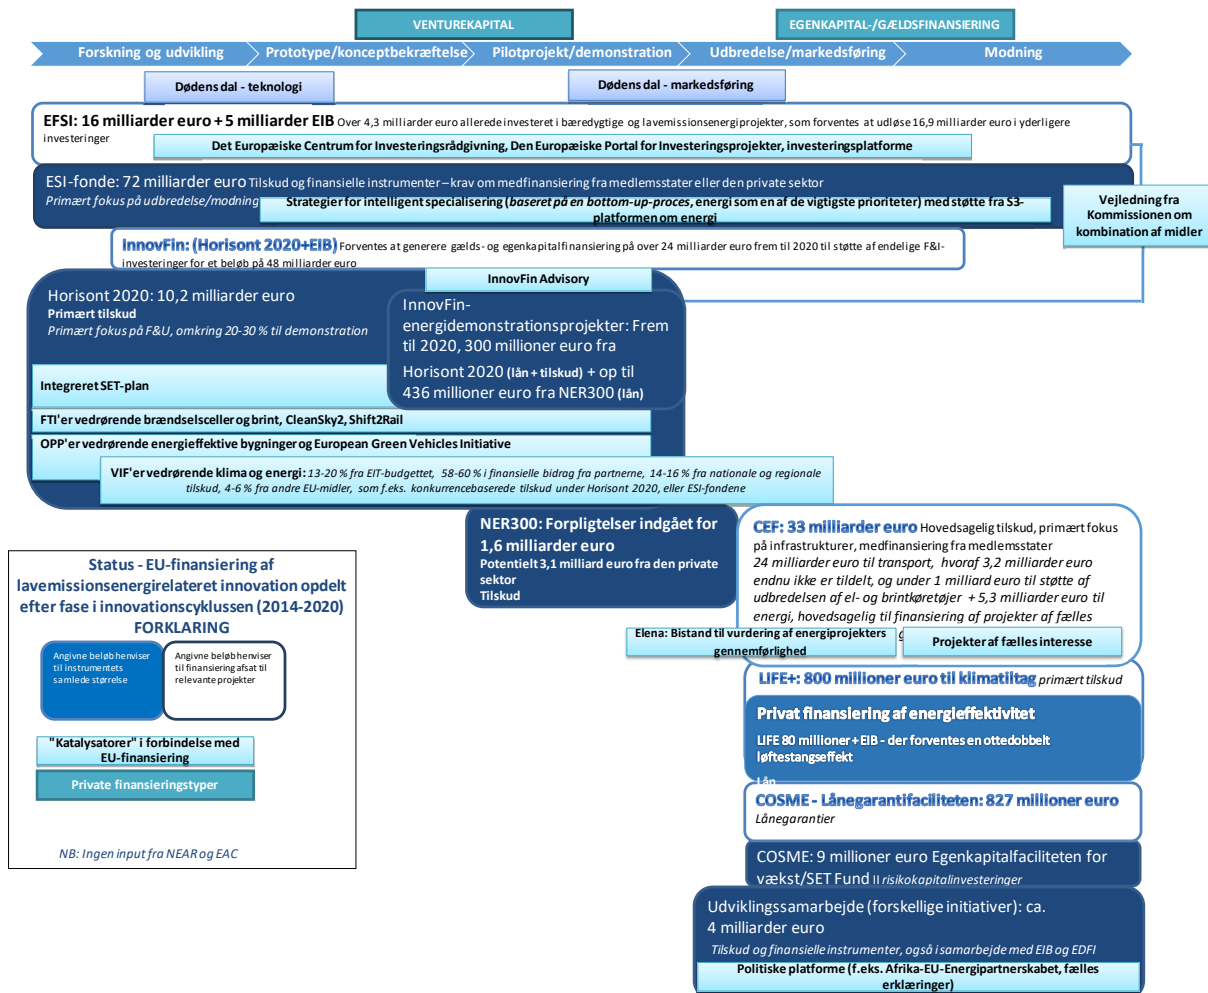 VENTUREKAPITAL
EGENKAPITAL-/GÆLDSFINANSIERING
Forskning og udvikling
Prototype/konceptbekræftelse
Pilotprojekt/demonstration
Udbredelse/markedsføring
Modning
Dødens dal - teknologi
Dødens dal - markedsføring
EFSI: 16 milliarder euro + 5 milliarder EIB Over 4,3 milliarder euro allerede investeret i bæredygtige og lavemissionsenergiprojekter, som forventes at udløse 16,9 milliarder euro i yderligere
investeringer
Det Europæiske Centrum for Investeringsrådgivning, Den Europæiske Portal for Investeringsprojekter, investeringsplatforme
ESI-fonde: 72 milliarder euro Tilskud og finansielle instrumenter – krav om medfinansiering fra medlemsstater eller den private sektor
Primært fokus på udbredelse/modning
Strategier for intelligent specialisering (baseret på en bottom-up-proces, energi som en af de vigtigste prioriteter) med støtte fra S3-
platformen om energi
Vejledning fra
Kommissionen om
kombination af midler
InnovFin: (Horisont 2020+EIB) Forventes at generere gælds- og egenkapitalfinansiering på over 24 milliarder euro frem til 2020 til støtte af endelige F&I-
investeringer for et beløb på 48 milliarder euro
InnovFin Advisory
Horisont 2020: 10,2 milliarder euro
Primært tilskud
Primært fokus på F&U, omkring 20-30 % til demonstration
InnovFin-
energidemonstrationsprojekter: Frem
til 2020, 300 millioner euro fra
Horisont 2020 (lån + tilskud) + op til
436 millioner euro fra NER300 (lån)
Integreret SET-plan
FTI'er vedrørende brændselsceller og brint, CleanSky2, Shift2Rail
OPP'er vedrørende energieffektive bygninger og European Green Vehicles Initiative
VIF'er vedrørende klima og energi: 13-20 % fra EIT-budgettet, 58-60 % i finansielle bidrag fra partnerne, 14-16 % fra nationale og regionale
tilskud, 4-6 % fra andre EU-midler, som f.eks. konkurrencebaserede tilskud under Horisont 2020, eller ESI-fondene
NER300: Forpligtelser indgået for
1,6 milliarder euro
Potentielt 3,1 milliard euro fra den private
sektor
Tilskud
CEF: 33 milliarder euro Hovedsagelig tilskud, primært fokus
på infrastrukturer, medfinansiering fra medlemsstater
24 milliarder euro til transport, hvoraf 3,2 milliarder euro
endnu ikke er tildelt, og under 1 milliard euro til støtte af
udbredelsen af el- og brintkøretøjer + 5,3 milliarder euro til
energi, hovedsagelig til finansiering af projekter af fælles
Elena: Bistand til vurdering af energiprojekters
gennemførlighed
Projekter af fælles interesse
LIFE+: 800 millioner euro til klimatiltag primært tilskud
Privat finansiering af energieffektivitet
LIFE 80 millioner + EIB - der forventes en ottedobbelt
løftestangseffekt
Lån
COSME - Lånegarantifaciliteten: 827 millioner euro
Lånegarantier
COSME: 9 millioner euro Egenkapitalfaciliteten for
vækst/SET Fund II risikokapitalinvesteringer
Udviklingssamarbejde (forskellige initiativer): ca.
4 milliarder euro
Tilskud og finansielle instrumenter, også i samarbejde med EIB og EDFI
Politiske platforme (f.eks. Afrika-EU-Energipartnerskabet, fælles
erklæringer)
Status - EU-finansiering af
lavemissionsenergirelateret innovation opdelt
efter fase i innovationscyklussen (2014-2020)
FORKLARING
Angivne beløb henviser
til instrumentets
samlede størrelse
Angivne beløb henviser
til finansiering afsat til
relevante projekter
"Katalysatorer" i forbindelse med
EU-finansiering
Private finansieringstyper
NB: Ingen input fra NEAR og EAC